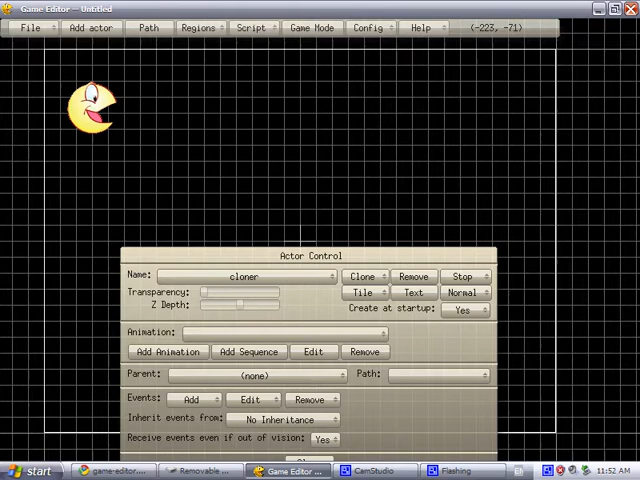 Game Editor -- Untitled
File Add actor Path Regions Script Game Mode Config Help (-223, -71)
Actor Control
Name: cloner Clone Remove Stop
Transparency: Tile Text Normal
Z Depth: Create at startup: Yes
Animation:
Add Animation Add Sequence Edit Remove
Parent: (none) Path:
Events: Add Edit Remove
Inherit events from: No Inheritance
Receive events even if out of vision: Yes
start game-editor.... Removable ... Game Editor ... CamStudio Flashing 11:52 AM